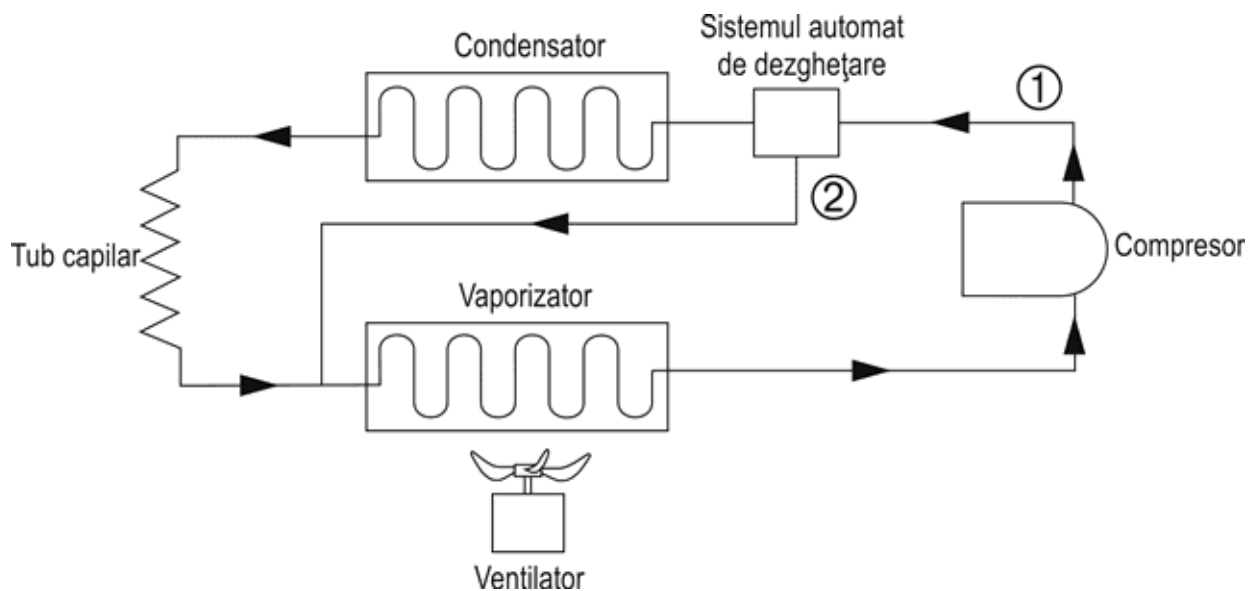 Sistemul automat
de dezgheţare
Condensator
①
②
Tub capilar
Compresor
Vaporizator
Ventilator